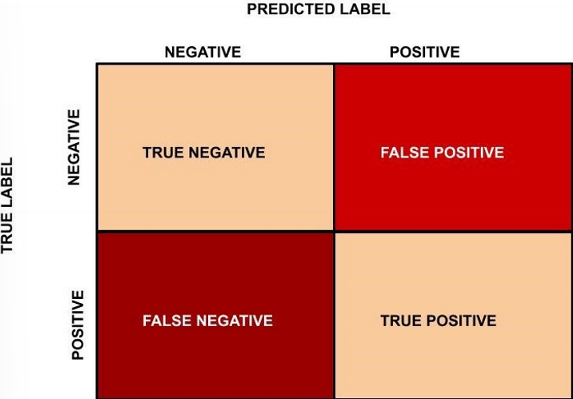 PREDICTED LABEL
NEGATIVE POSITIVE
TRUE LABEL
NEGATIVE
TRUE NEGATIVE
FALSE POSITIVE
POSITIVE
FALSE NEGATIVE
TRUE POSITIVE